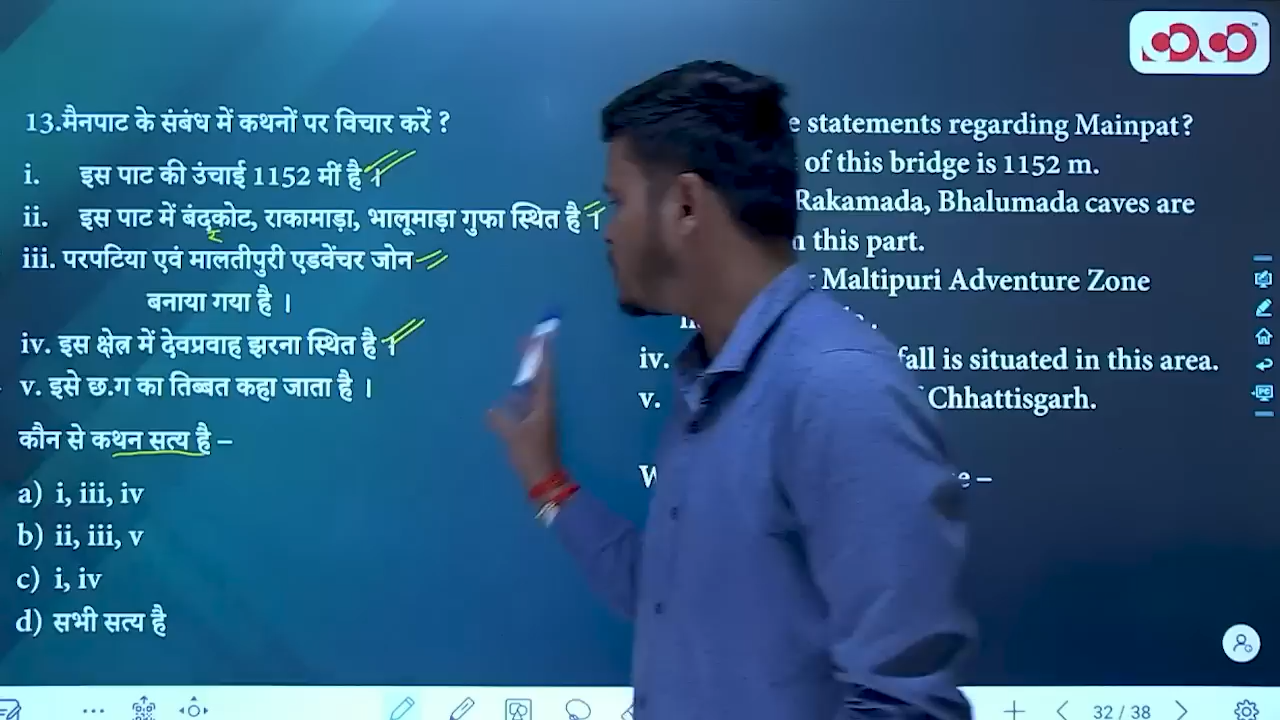 13.मैनपाट के संबंध में कथनों पर विचार करें ?
i. इस पाट की उंचाई 1152 मीं है ।
ii. इस पाट में बंदरकोट, राकामाड़ा, भालूमाड़ा गुफा स्थित है ।
iii. परपटिया एवं मालतीपुरी एडवेंचर जोन
बनाया गया है ।
iv. इस क्षेत्र में देवप्रवाह झरना स्थित है ।
v. इसे छ.ग का तिब्बत कहा जाता है ।
कौन से कथन सत्य है –
a) i, iii, iv
b) ii, iii, v
c) i, iv
d) सभी सत्य है
statements regarding Mainpat?
of this bridge is 1152 m.
Rakamada, Bhalumada caves are
this part.
Maltipuri Adventure Zone
iv. fall is situated in this area.
v. Chhattisgarh.
32 / 38